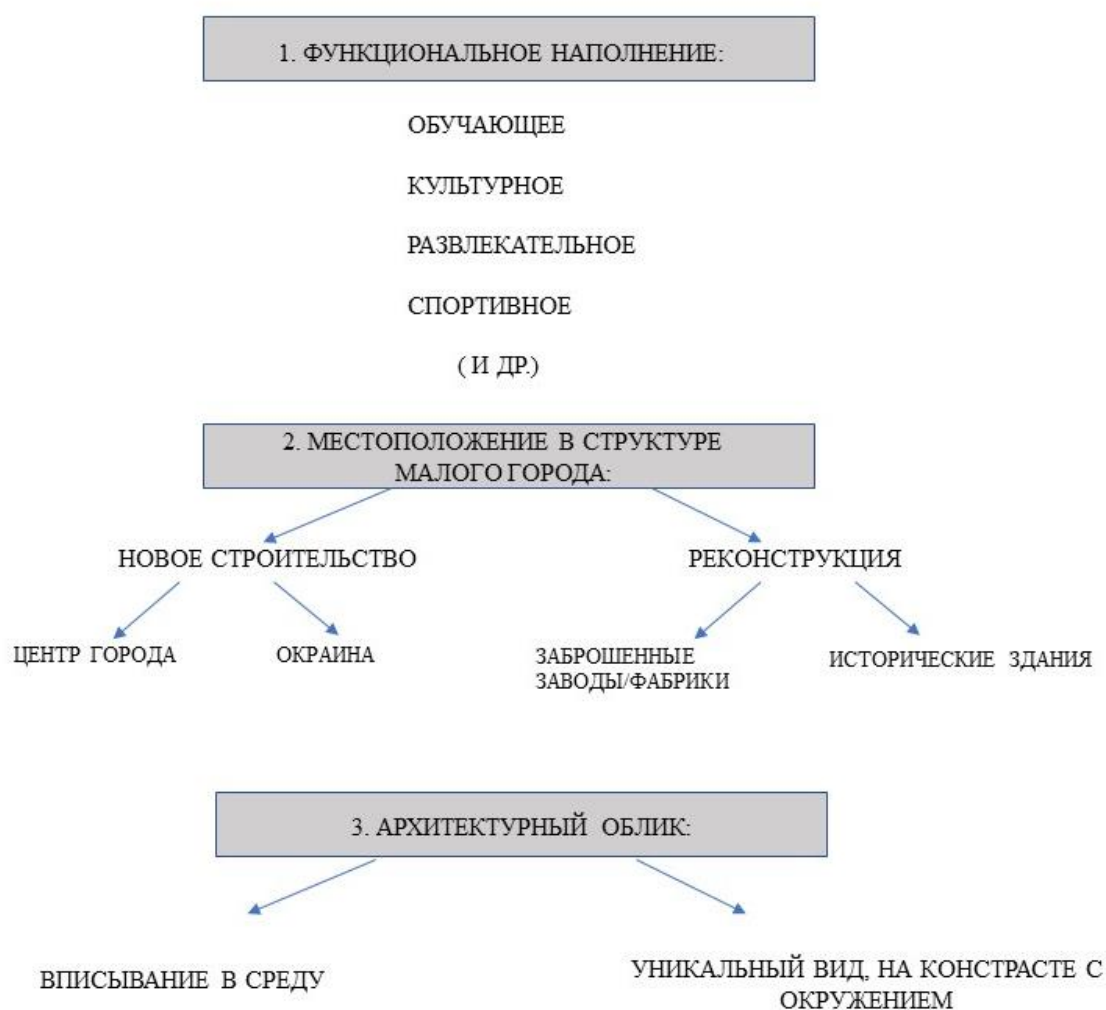 1. ФУНКЦИОНАЛЬНОЕ НАПОЛНЕНИЕ:
ОБУЧАЮЩЕЕ
КУЛЬТУРНОЕ
РАЗВЛЕКАТЕЛЬНОЕ
СПОРТИВНОЕ
( И ДР.)
2. МЕСТОПОЛОЖЕНИЕ В СТРУКТУРЕ
МАЛОГО ГОРОДА:
НОВОЕ СТРОИТЕЛЬСТВО
РЕКОНСТРУКЦИЯ
ЦЕНТР ГОРОДА
ОКРАИНА
ЗАБРОШЕННЫЕ
ЗАВОДЫ/ФАБРИКИ
ИСТОРИЧЕСКИЕ ЗДАНИЯ
3. АРХИТЕКТУРНЫЙ ОБЛИК:
ВПИСЫВАНИЕ В СРЕДУ
УНИКАЛЬНЫЙ ВИД, НА КОНСТРАСТЕ С
ОКРУЖЕНИЕМ